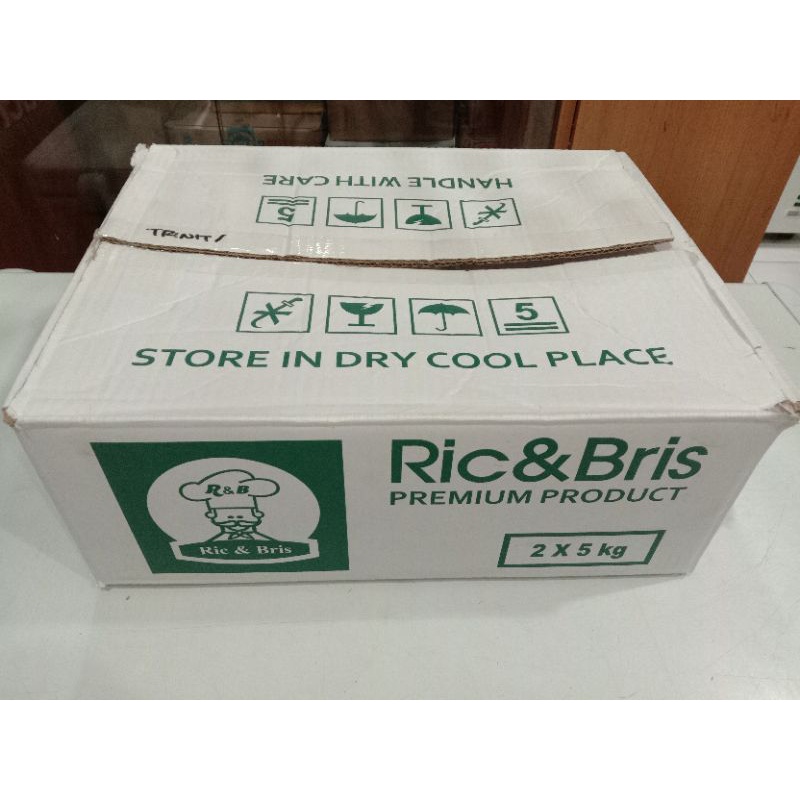 HANDLE WITH CARE
5
TRINITI
5
STORE IN DRY COOL PLACE
R&B
Ric & Bris
Ric&Bris
PREMIUM PRODUCT
2 X 5 kg